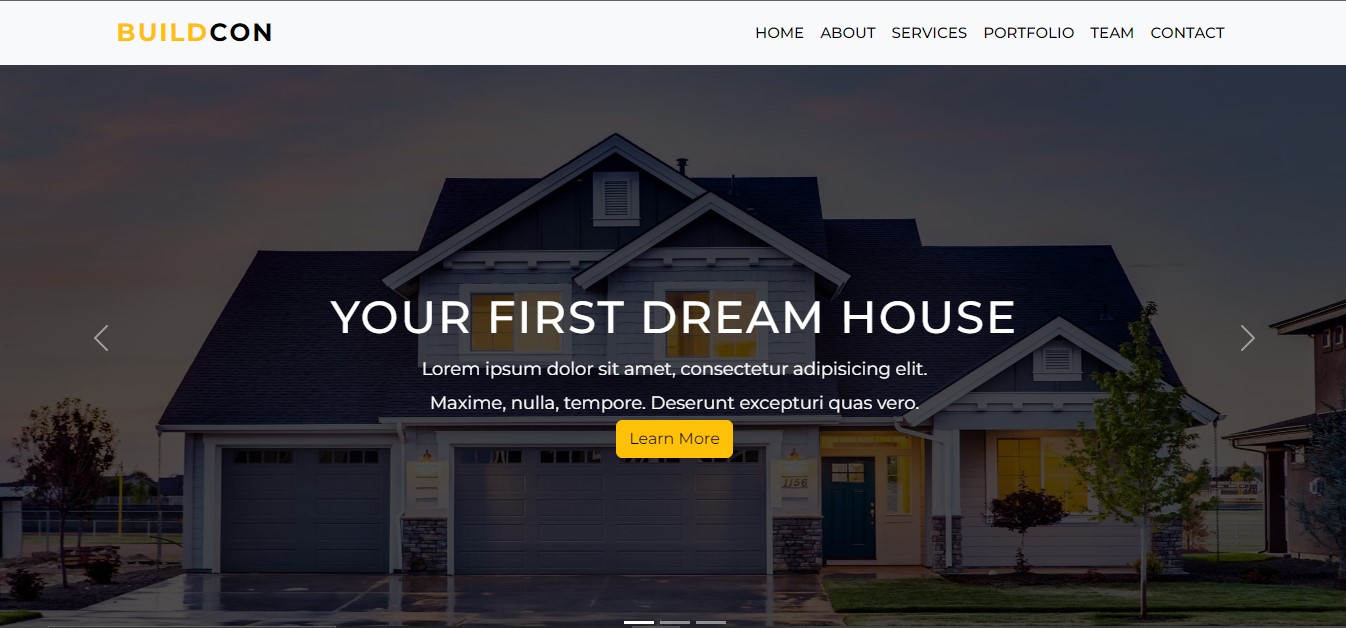 BUILDCON
HOME ABOUT SERVICES PORTFOLIO TEAM CONTACT
YOUR FIRST DREAM HOUSE
Lorem ipsum dolor sit amet, consectetur adipisicing elit.
Maxime, nulla, tempore. Deserunt excepturi quas vero.
Learn More
1156